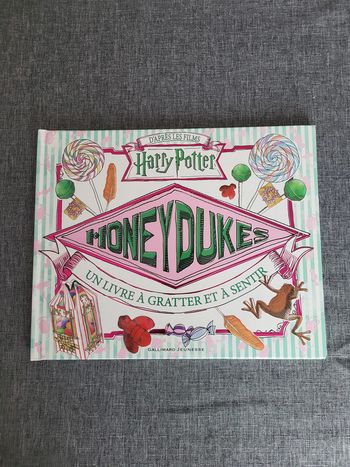 D'APRÈS LES FILMS
Harry Potter
HONEYDUKES
UN LIVRE À GRATTER ET À SENTIR
GALLIMARD JEUNESSE